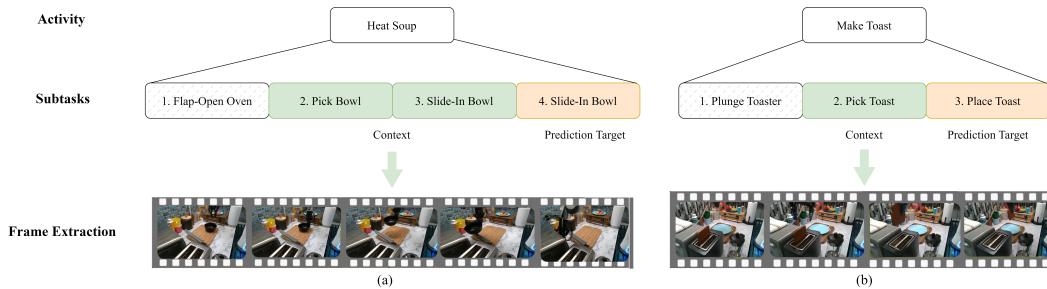 Activity
Heat Soup
Make Toast
Subtasks
1. Flap-Open Oven
2. Pick Bowl
3. Slide-In Bowl
4. Slide-In Bowl
1. Plunge Toaster
2. Pick Toast
3. Place Toast
Context
Prediction Target
Context
Prediction Target
Frame Extraction
(a)
(b)